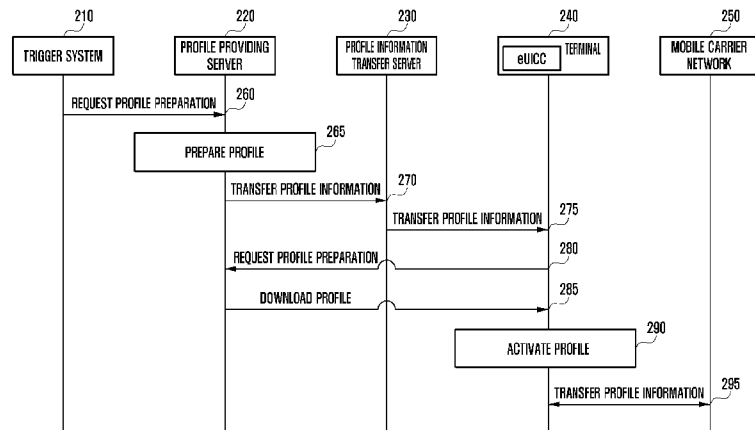 210
220
230
240
250
TRIGGER SYSTEM
PROFILE PROVIDING
SERVER
PROFILE INFORMATION
TRANSFER SERVER
eUICC
TERMINAL
MOBILE CARRIER
NETWORK
REQUEST PROFILE PREPARATION
260
265
PREPARE PROFILE
TRANSFER PROFILE INFORMATION
270
TRANSFER PROFILE INFORMATION
275
REQUEST PROFILE PREPARATION
280
DOWNLOAD PROFILE
285
290
ACTIVATE PROFILE
TRANSFER PROFILE INFORMATION
295